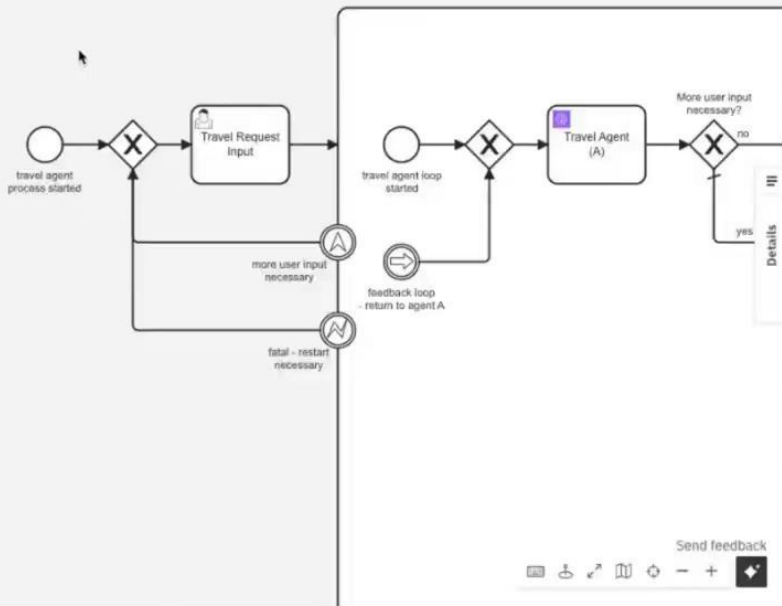 travel agent
process started
Travel Request
Input
more user input
necessary
fatal - restart
necessary
travel agent loop
started
feedback loop
- return to agent A
Travel Agent
(A)
More user input
necessary?
no
yes
Details
Send feedback